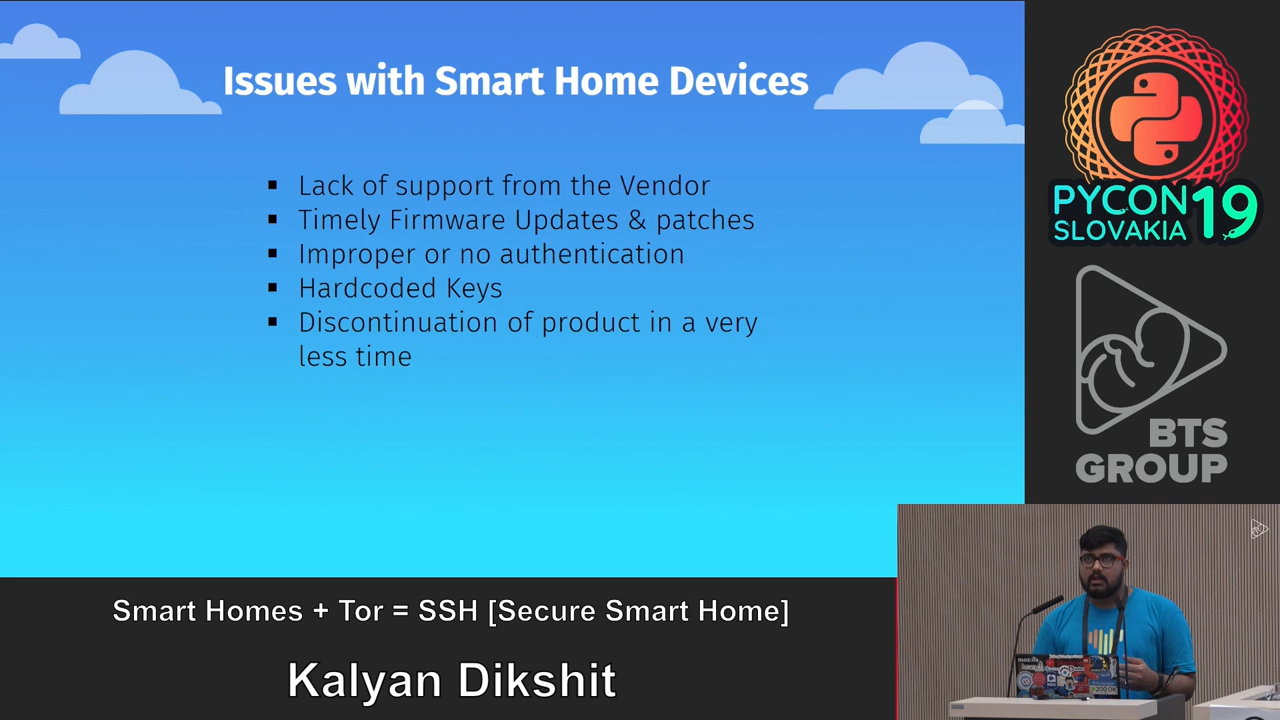 Issues with Smart Home Devices
▪ Lack of support from the Vendor
▪ Timely Firmware Updates & patches
▪ Improper or no authentication
▪ Hardcoded Keys
▪ Discontinuation of product in a very
less time
PYCON 19
SLOVAKIA
BTS
GROUP
Smart Homes + Tor = SSH [Secure Smart Home]
Kalyan Dikshit